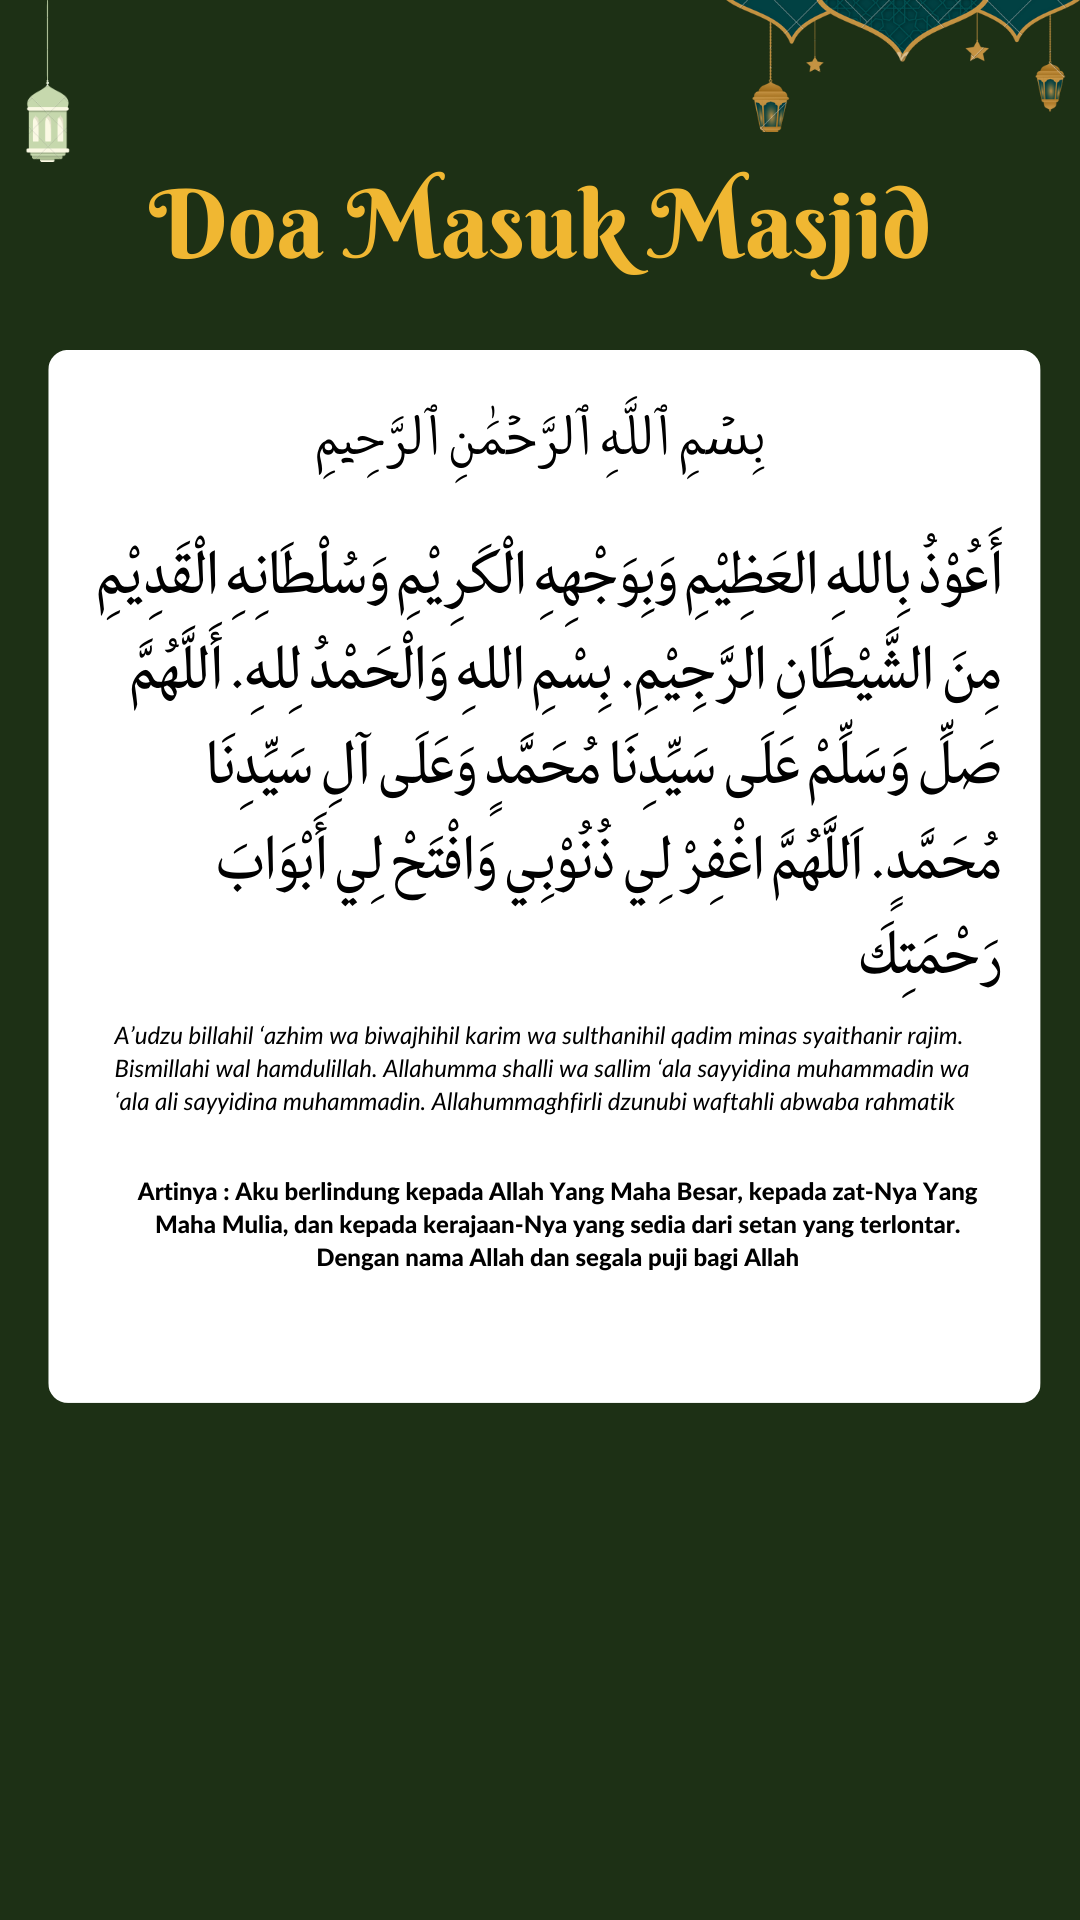 Doa Masuk Masjid
بِسْمِ ٱللَّهِ ٱلرَّحْمَٰنِ ٱلرَّحِيمِ
أَعُوْذُ بِاللهِ العَظِيْمِ وَبِوَجْهِهِ الْكَرِيْمِ وَسُلْطَانِهِ الْقَدِيْمِ
مِنَ الشَّيْطَانِ الرَّجِيْمِ. بِسْمِ اللهِ وَالْحَمْدُ لِلهِ. أَللَّهُمَّ
صَلِّ وَسَلِّمْ عَلَى سَيِّدِنَا مُحَمَّدٍ وَعَلَى آلِ سَيِّدِنَا
مُحَمَّدٍ. اَللَّهُمَّ اغْفِرْ لِي ذُنُوْبِي وَافْتَحْ لِي أَبْوَابَ
رَحْمَتِكَ
A’udzu billahil ‘azhim wa biwajhihil karim wa sulthanihil qadim minas syaithanir rajim.
Bismillahi wal hamdulillah. Allahumma shalli wa sallim ‘ala sayyidina muhammadin wa
‘ala ali sayyidina muhammadin. Allahummaghfirli dzunubi waftahli abwaba rahmatik
Artinya : Aku berlindung kepada Allah Yang Maha Besar, kepada zat-Nya Yang
Maha Mulia, dan kepada kerajaan-Nya yang sedia dari setan yang terlontar.
Dengan nama Allah dan segala puji bagi Allah